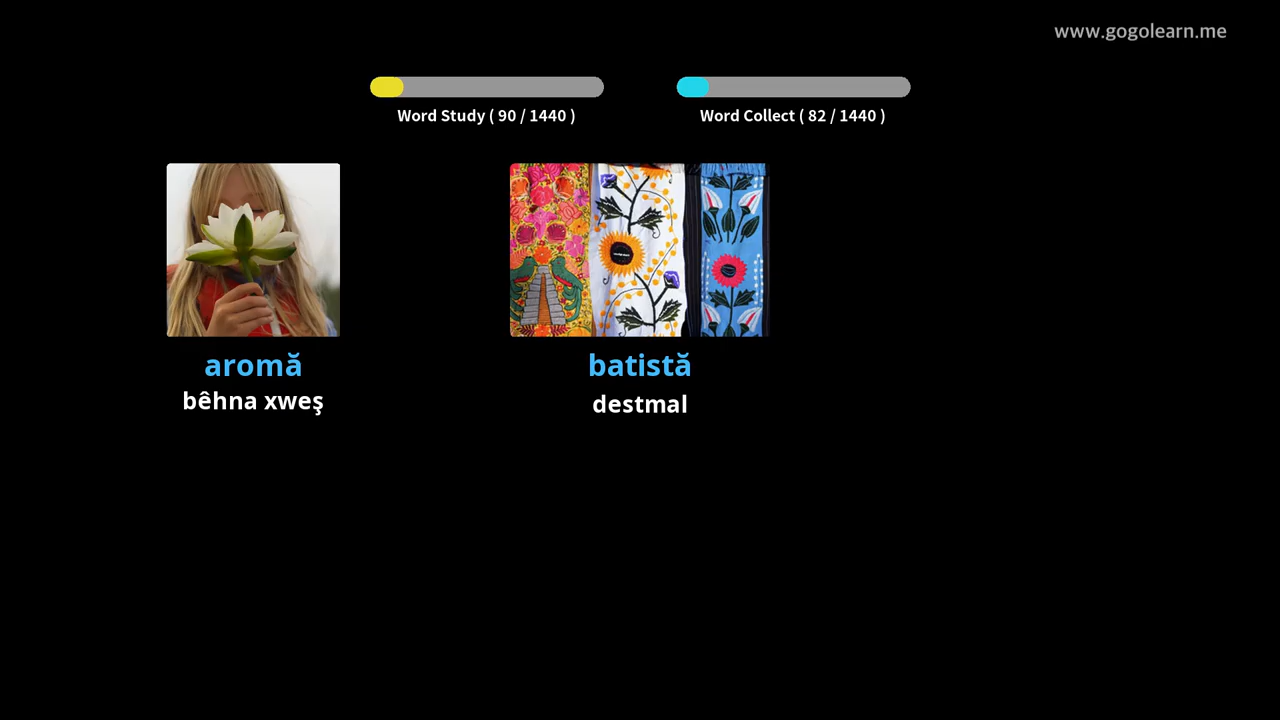 www.gogolearn.me
Word Study ( 90 / 1440 )
Word Collect ( 82 / 1440 )
aromă
bêhna xweş
batistă
destmal